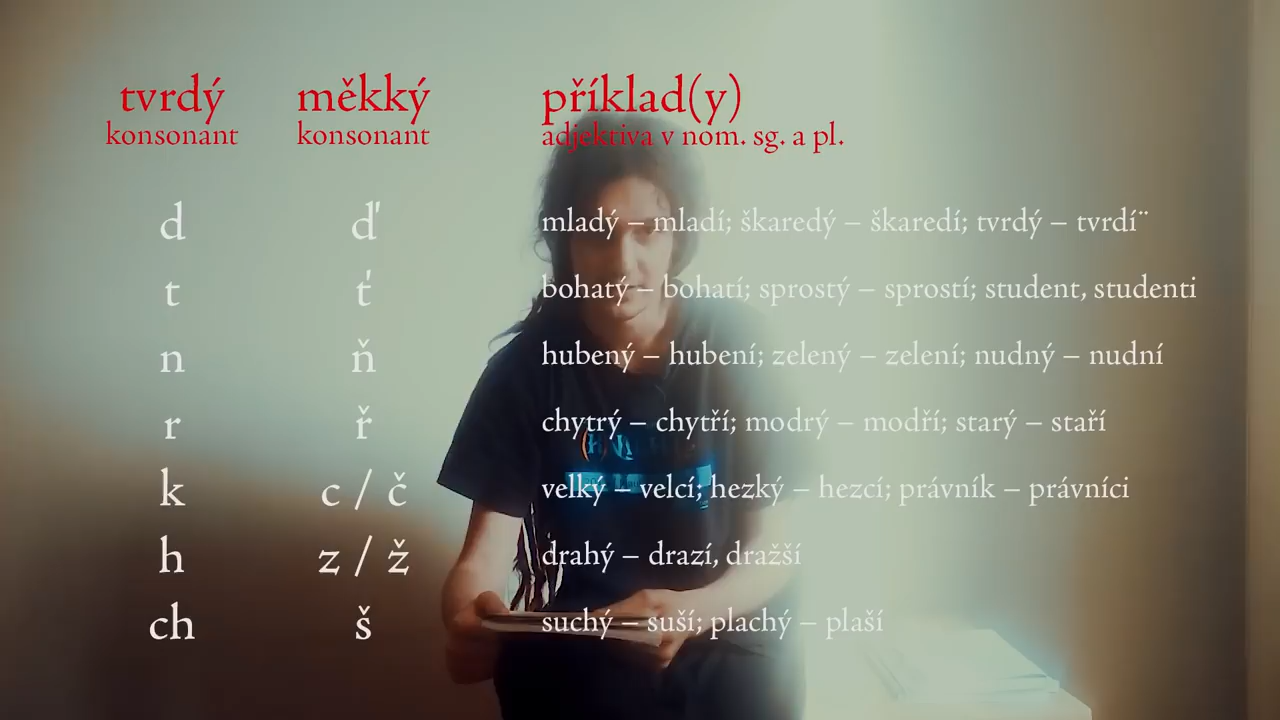 tvrdý měkký příklad(y)
konsonant konsonant adjektiva v nom. sg. a pl.
d ď mladý – mladí; škaredý – škaredí; tvrdý – tvrdí¨
t ť bohatý – bohatí; sprostý – sprostí; student, studenti
n ň hubený – hubení; zelený – zelení; nudný – nudní
r ř chytrý – chytří; modrý – modří; starý – staří
k c / č velký – velcí; hezký – hezcí; právník – právníci
h z / ž drahý – drazí, dražší
ch š suchý – suší; plachý – plaší